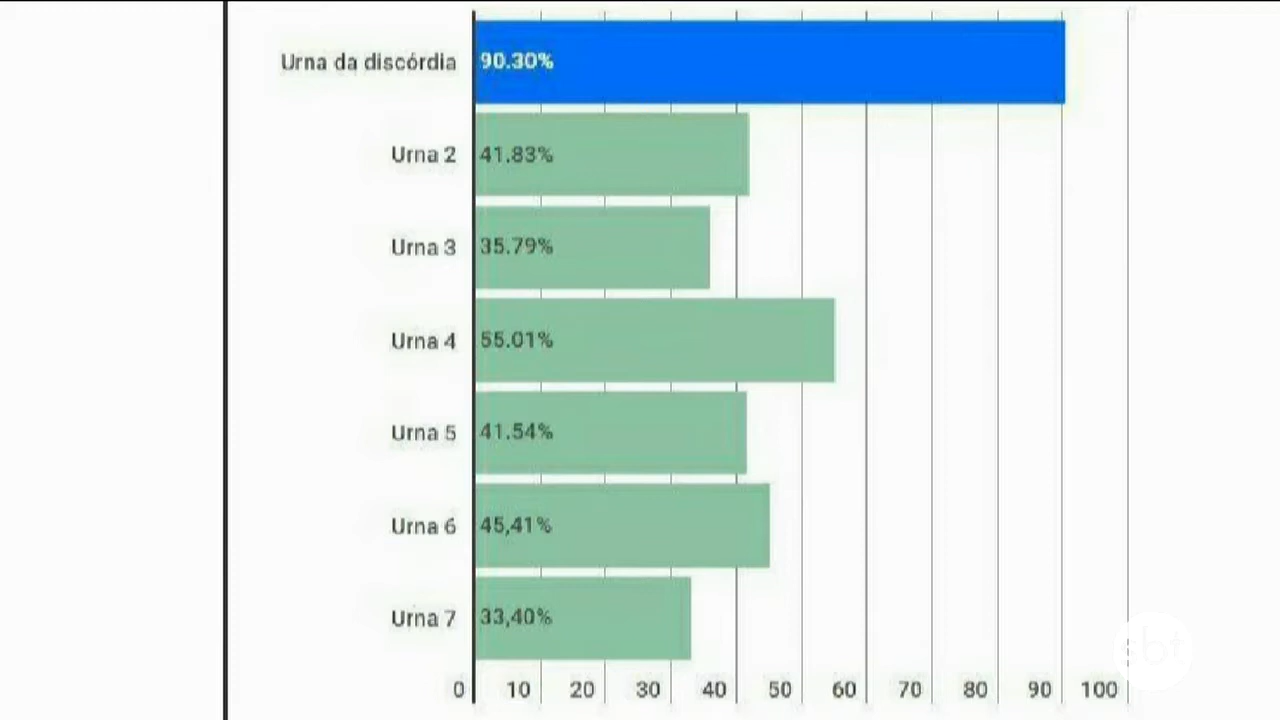 Urna da discórdia 90.30%
Urna 2 41.83%
Urna 3 35.79%
Urna 4 55.01%
Urna 5 41.54%
Urna 6 45,41%
Urna 7 33,40%
0 10 20 30 40 50 60 70 80 90 100
sbt